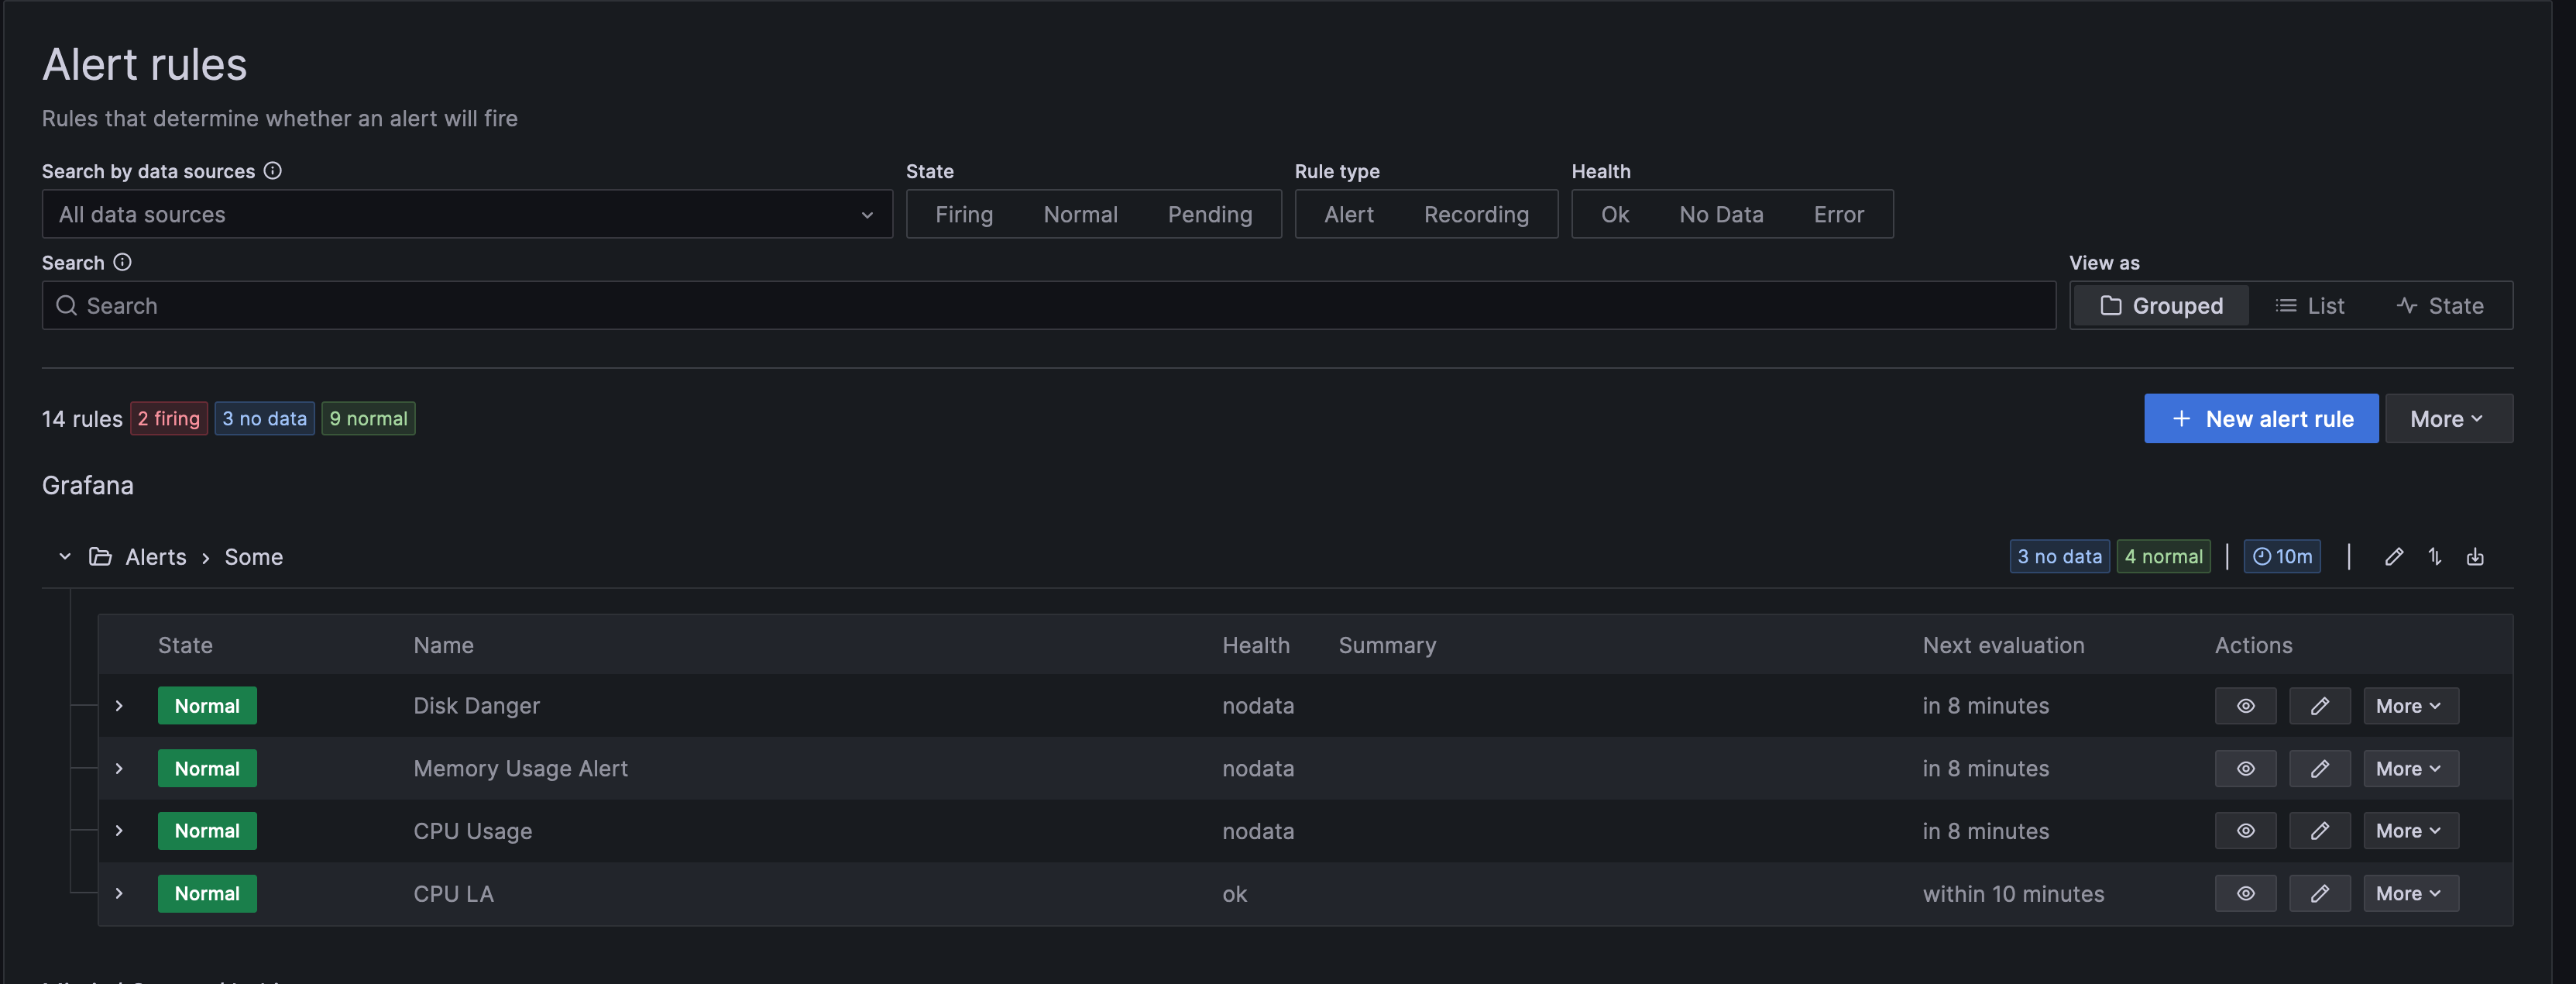 Alert rules
Rules that determine whether an alert will fire
Search by data sources State Rule type Health
All data sources Firing Normal Pending Alert Recording Ok No Data Error
Search View as
Search Grouped List State
14 rules 2 firing 3 no data 9 normal + New alert rule More
Grafana
Alerts > Some 3 no data 4 normal | 10m |
State Name Health Summary Next evaluation Actions
Normal Disk Danger nodata in 8 minutes More
Normal Memory Usage Alert nodata in 8 minutes More
Normal CPU Usage nodata in 8 minutes More
Normal CPU LA ok within 10 minutes More